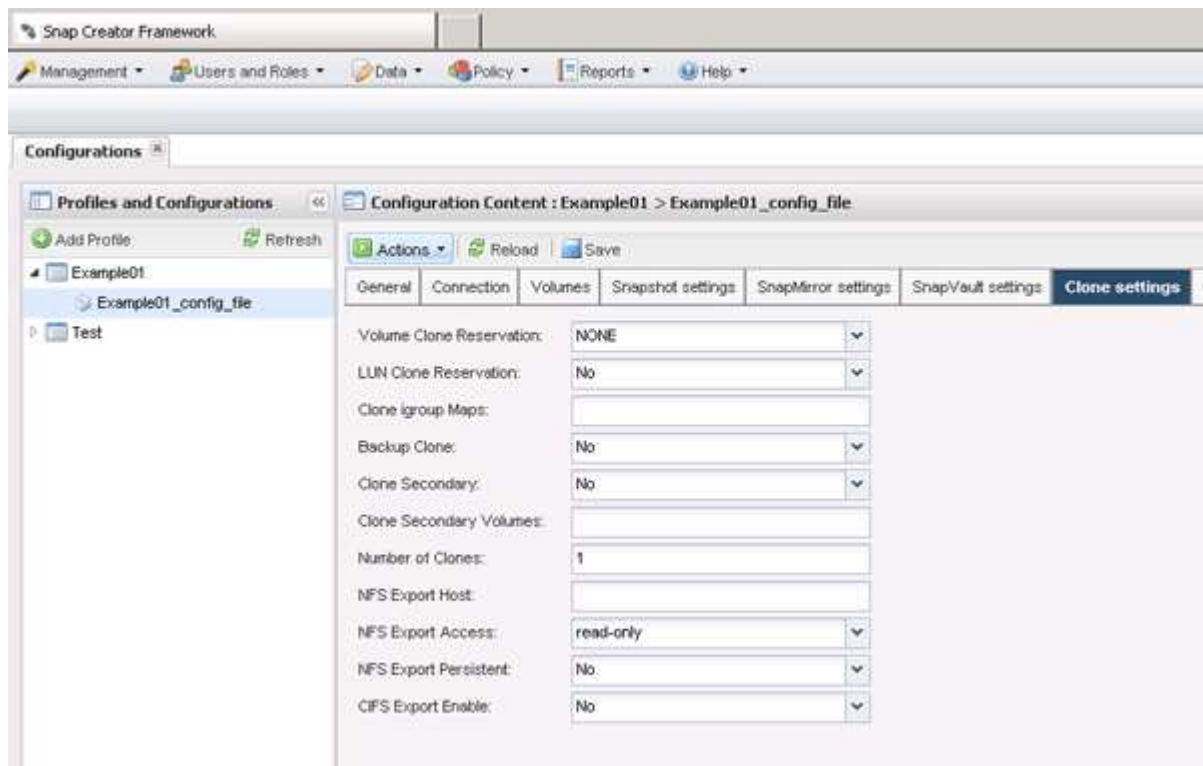 Snap Creator Framework
Management Users and Roles Data Policy Reports Help
Configurations
Profiles and Configurations
Configuration Content : Example01 > Example01_config_file
Add Profile Refresh
Actions Reload Save
Example01
Example01_config_file
Test
General Connection Volumes Snapshot settings SnapMirror settings SnapVault settings Clone settings
Volume Clone Reservation: NONE
LUN Clone Reservation: No
Clone igroup Maps:
Backup Clone: No
Clone Secondary: No
Clone Secondary Volumes:
Number of Clones: 1
NFS Export Host:
NFS Export Access: read-only
NFS Export Persistent: No
CIFS Export Enable: No